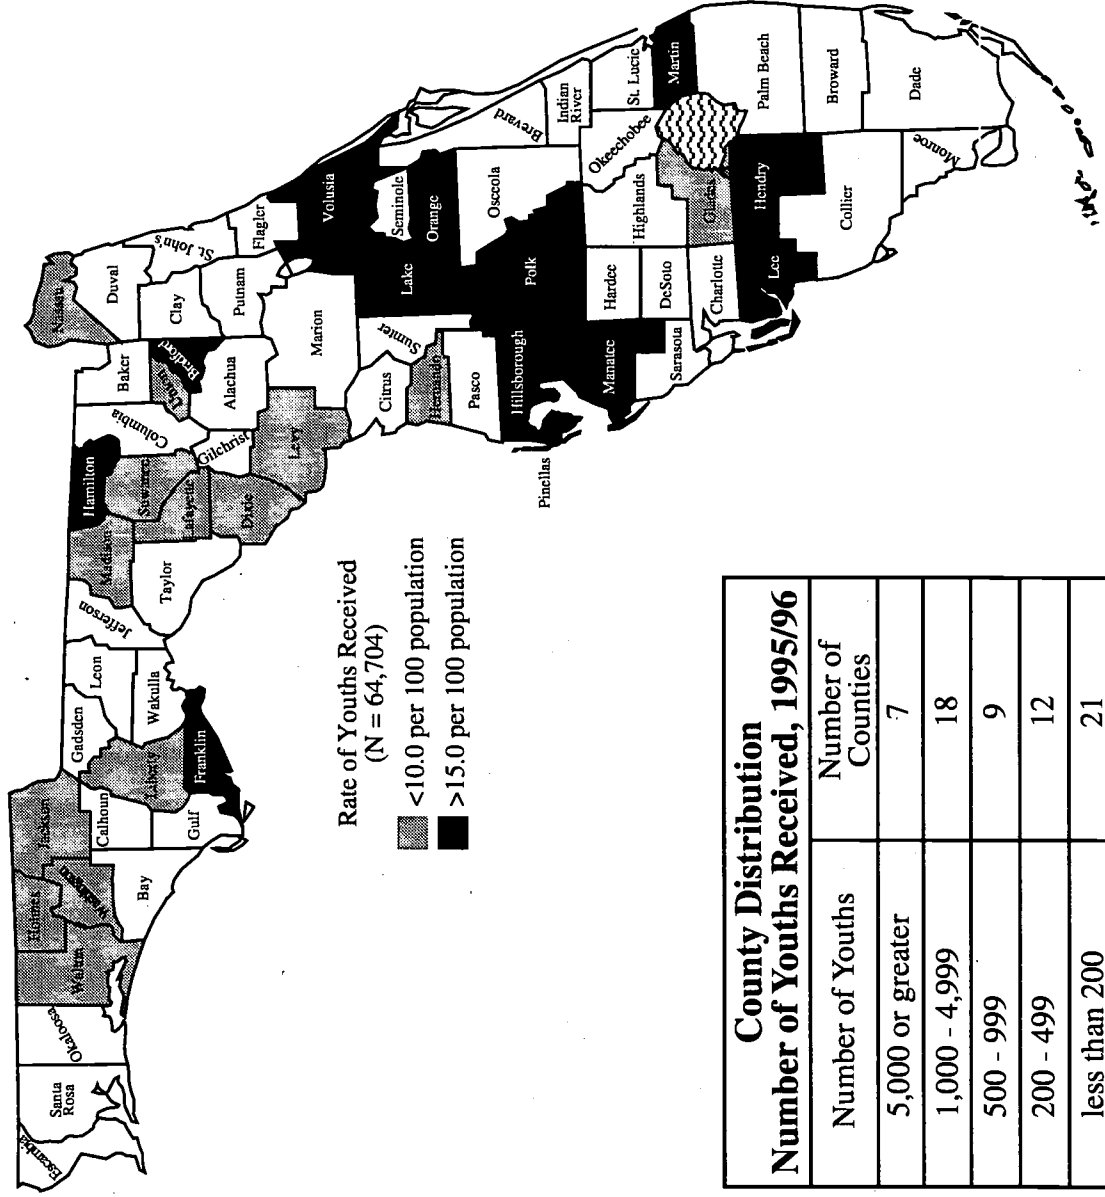 Escambia
Santa
Rosa
Okaloosa
Walton
Holmes
Washington
Jackson
Bay
Calhoun
Gulf
Gadsden
Liberty
Franklin
Leon
Wakulla
Jefferson
Madison
Taylor
Hamilton
Suwannee
Lafayette
Dixie
Columbia
Gilchrist
Levy
Baker
Union
Bradford
Alachua
Nassau
Duval
Clay
St. John's
Putnam
Flagler
Marion
Citrus
Sumter
Hernando
Pasco
Pinellas
Hillsborough
Volusia
Lake
Seminole
Orange
Osceola
Brevard
Polk
Indian
River
Manatee
Hardee
Highlands
Okeechobee
St. Lucie
Sarasota
DeSoto
Martin
Charlotte
Glades
Palm Beach
Lee
Hendry
Broward
Collier
Dade
Monroe
Rate of Youths Received
(N = 64,704)
<10.0 per 100 population
>15.0 per 100 population
County Distribution
Number of Youths Received, 1995/96
Number of Youths
Number of
Counties
5,000 or greater 7
1,000 - 4,999 18
500 - 999 9
200 - 499 12
less than 200 21